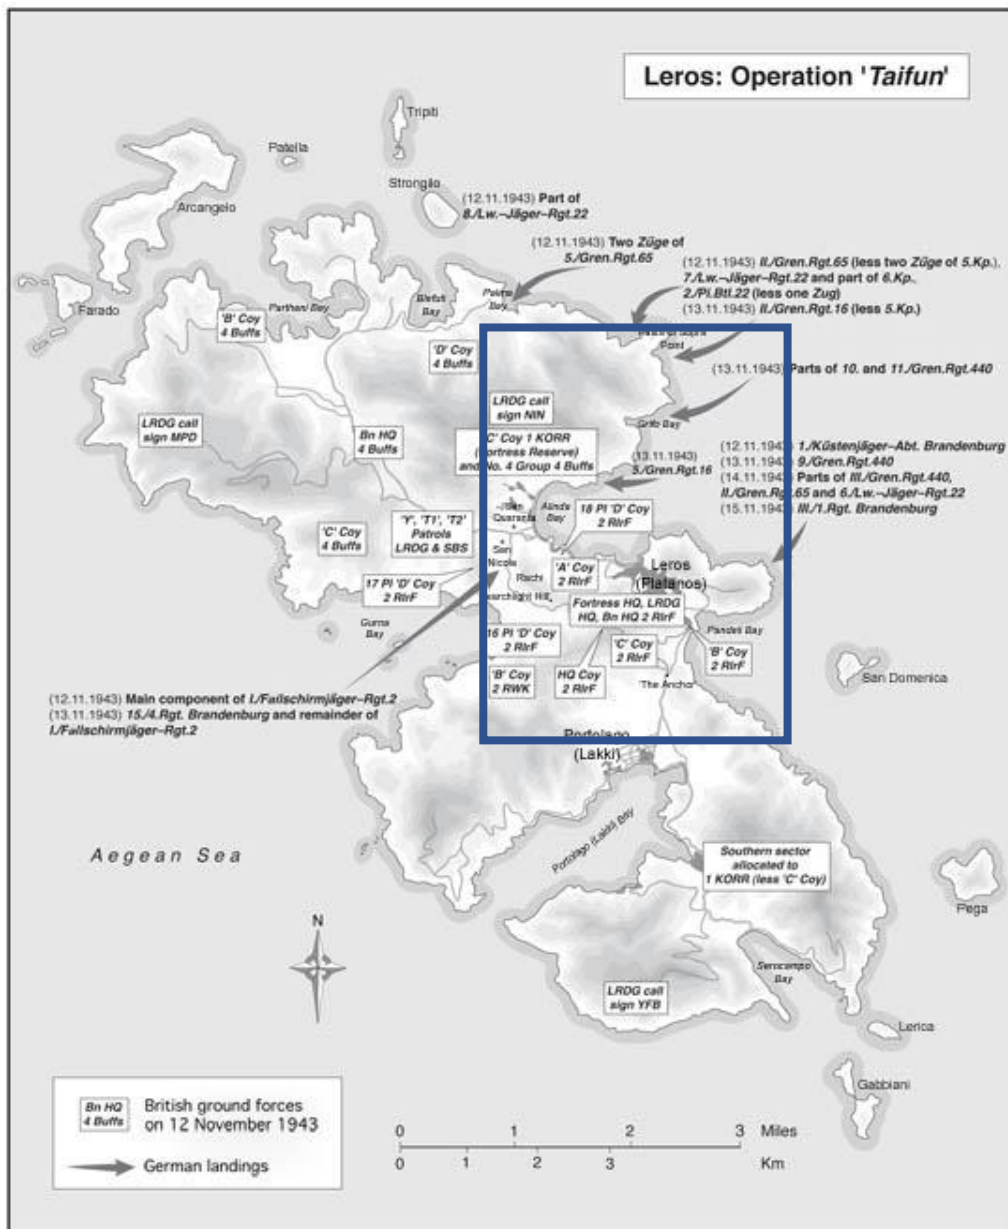 Leros: Operation 'Taifun'
Tripiti
Patella
Stronglio
Arcangelo
(12.11.1943) Part of
8./Lw.–Jäger–Rgt.22
(12.11.1943) Two Züge of
5./Gren.Rgt.65
(12.11.1943) II./Gren.Rgt.65 (less two Züge of 5.Kp.).
7./Lw.–Jäger–Rgt.22 and part of 6.Kp.,
2./Pi.Btl.22 (less one Zug)
(13.11.1943) II./Gren.Rgt.16 (less 5.Kp.)
Farado
Partheni Bay
Blefuti
Bay
Palma
Bay
Point
'B' Coy
4 Buffs
'D' Coy
4 Buffs
(13.11.1943) Parts of 10. and 11./Gren.Rgt.440
LRDG call
sign NIN
Grifo Bay
LRDG call
sign MPD
Bn HQ
4 Buffs
'C' Coy 1 KORR
(Fortress Reserve)
and No. 4 Group 4 Buffs
(13.11.1943)
5./Gren.Rgt.16
(12.11.1943) 1./Küstenjäger–Abt. Brandenburg
(13.11.1943) 9./Gren.Rgt.440
(14.11.1943) Parts of III./Gren.Rgt.440,
II./Gren.Rgt.65 and 6./Lw.–Jäger–Rgt.22
(15.11.1943) III./1.Rgt. Brandenburg
Quaranta
Alinda
Bay
18 Pl 'D' Coy
2 RIrF
'C' Coy
4 Buffs
'Y', 'T1', 'T2'
Patrols
LRDG & SBS
San
Nicola
17 Pl 'D' Coy
2 RIrF
Rachi
'A' Coy
2 RIrF
Leros
(Platanos)
Searchlight Hill
Fortress HQ, LRDG
HQ, Bn HQ 2 RIrF
Gurna
Bay
16 Pl 'D' Coy
2 RIrF
'C' Coy
2 RIrF
Pandeli Bay
'B' Coy
2 RIrF
'B' Coy
2 RWK
HQ Coy
2 RIrF
'The Anchor'
San Domenica
(12.11.1943) Main component of I./Fallschirmjäger–Rgt.2
(13.11.1943) 15./4.Rgt. Brandenburg and remainder of
I./Fallschirmjäger–Rgt.2
Portolago
(Lakki)
Portolago (Lakki) Bay
Aegean Sea
Southern sector
allocated to
1 KORR (less 'C' Coy)
Pega
N
Serocampo
Bay
LRDG call
sign YFB
Lerica
Gabbiani
Bn HQ
4 Buffs
British ground forces
on 12 November 1943
German landings
0 1 2 3 Miles
0 1 2 3 Km